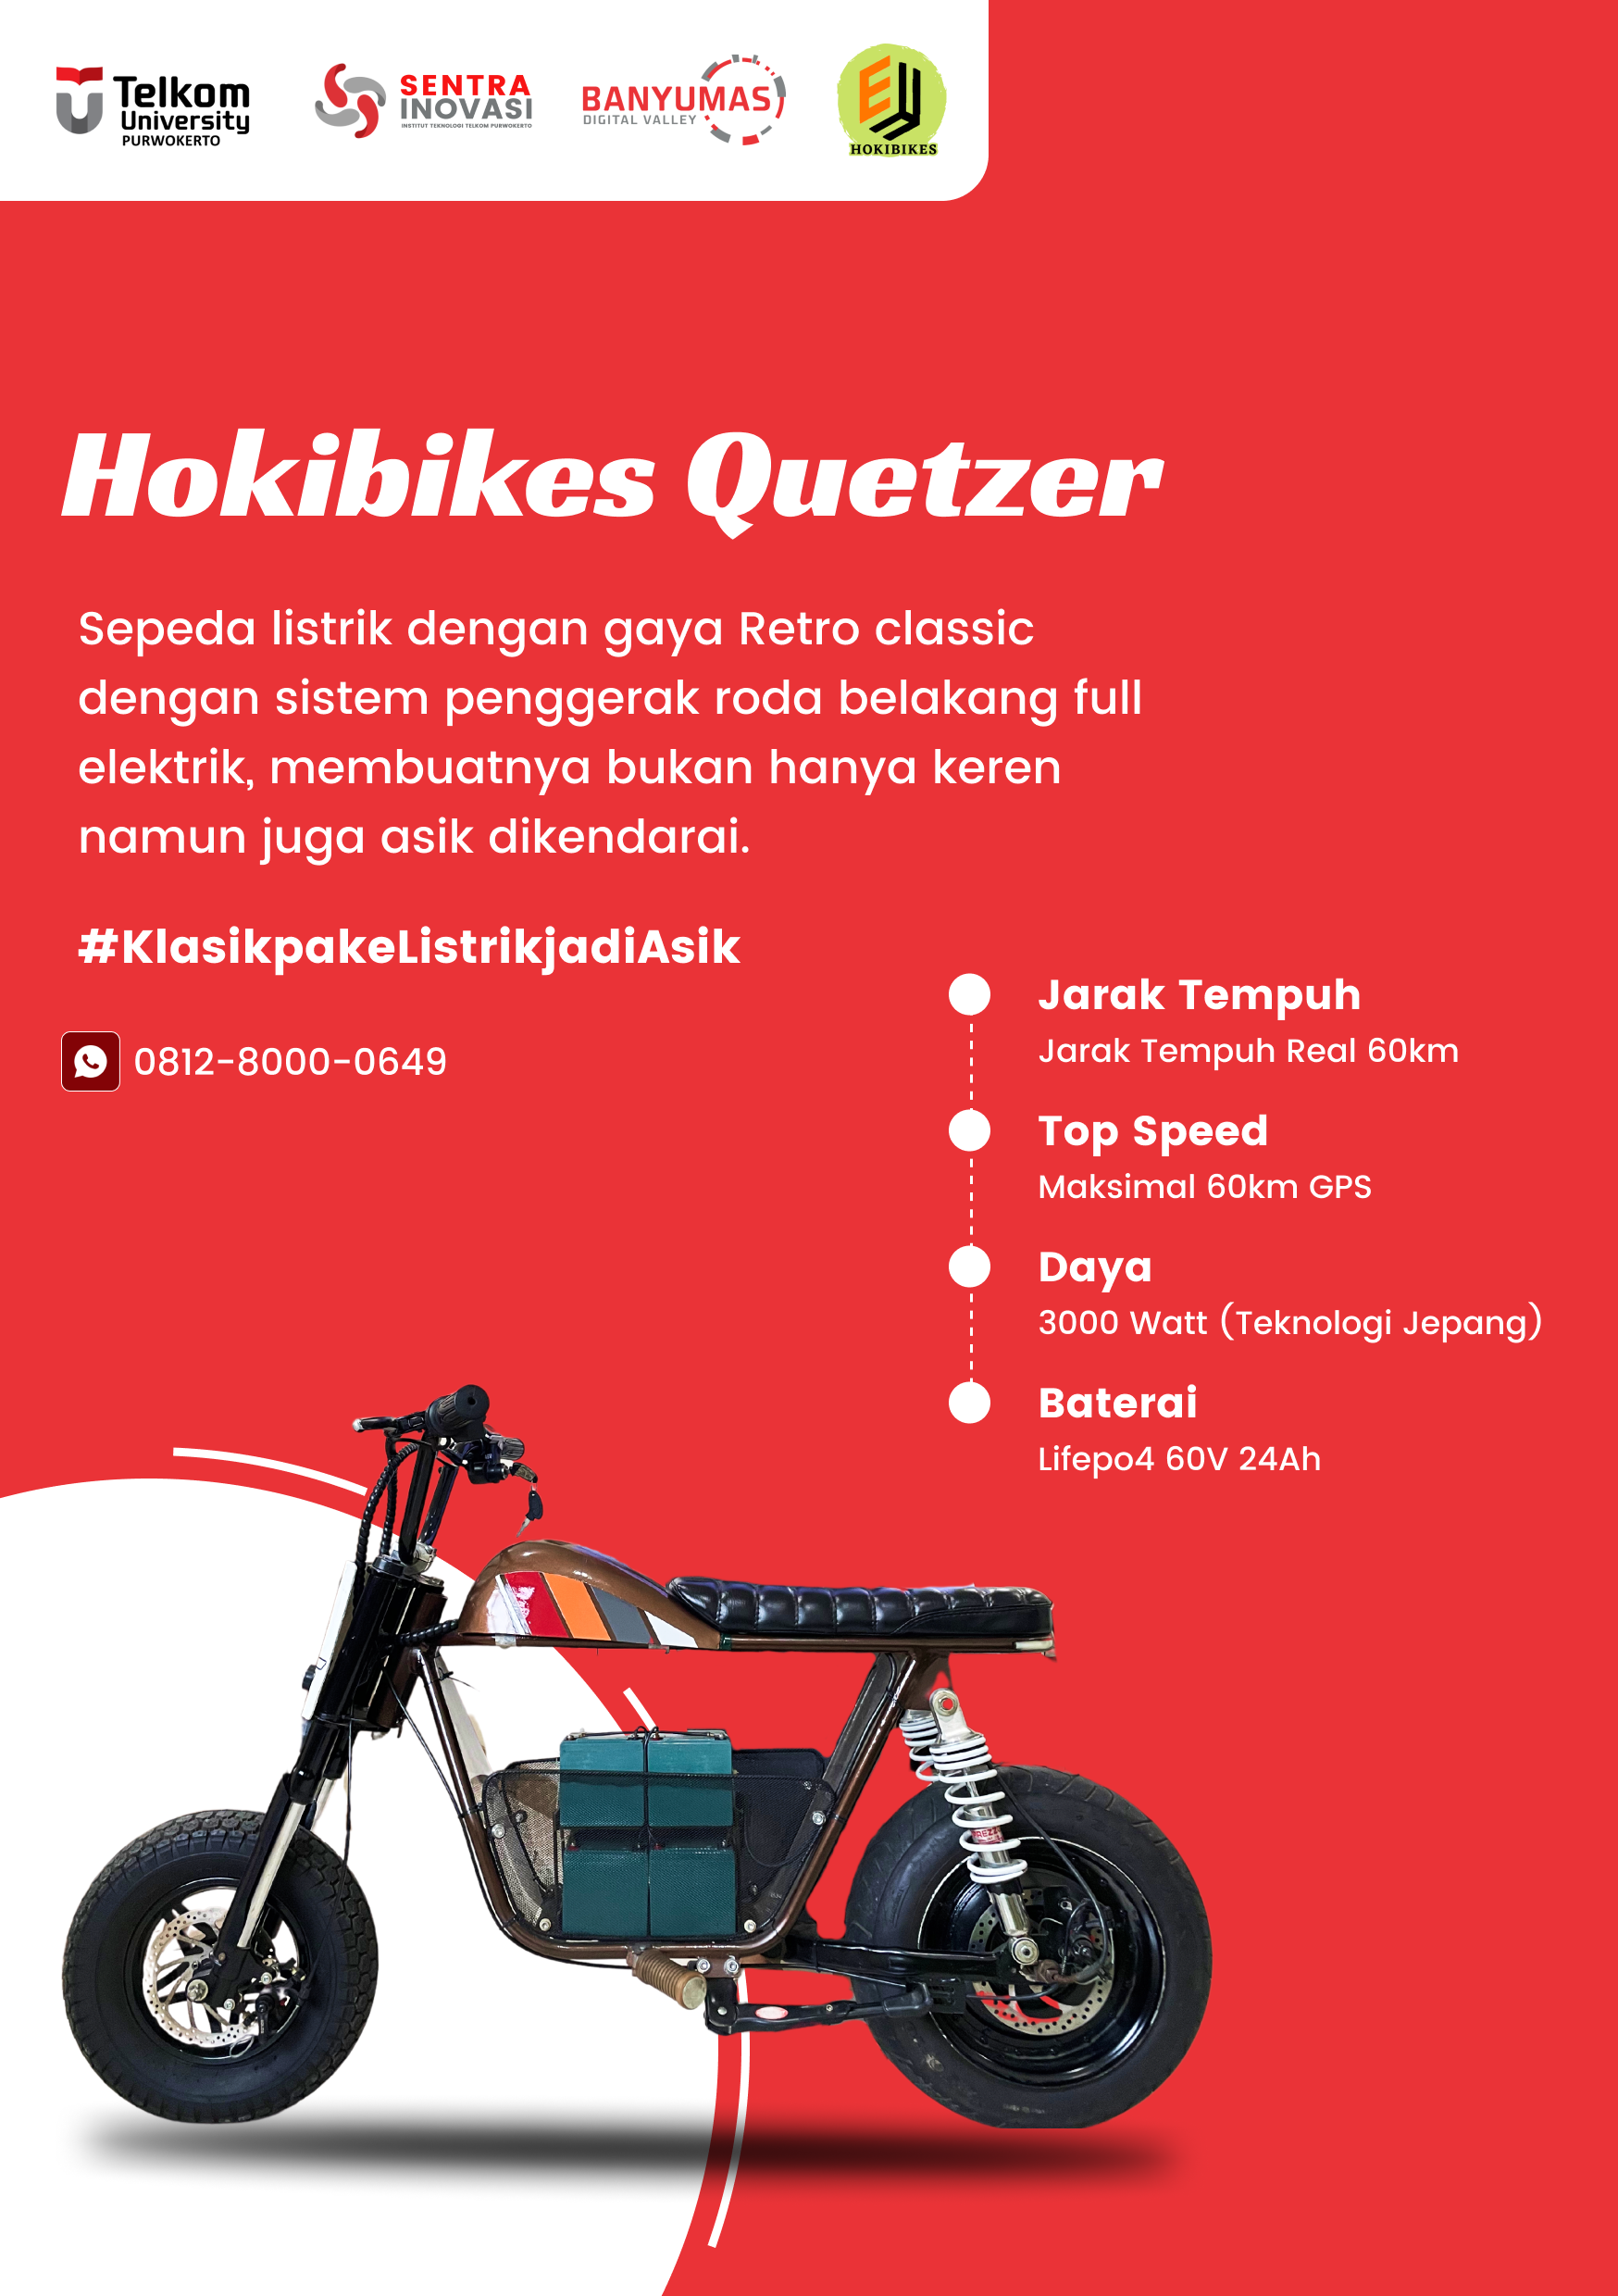 Telkom
University
PURWOKERTO
SENTRA
INOVASI
INSTITUT TEKNOLOGI TELKOM PURWOKERTO
BANYUMAS
DIGITAL VALLEY
HOKIBIKES
Hokibikes Quetzer
Sepeda listrik dengan gaya Retro classic
dengan sistem penggerak roda belakang full
elektrik, membuatnya bukan hanya keren
namun juga asik dikendarai.
#KlasikpakeListrikjadiAsik
0812-8000-0649
Jarak Tempuh
Jarak Tempuh Real 60km
Top Speed
Maksimal 60km GPS
Daya
3000 Watt (Teknologi Jepang)
Baterai
Lifepo4 60V 24Ah